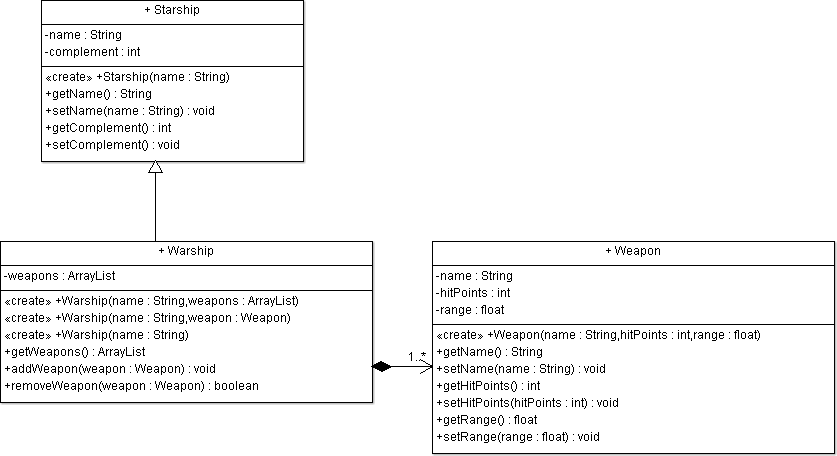 + Starship
-name : String
-complement : int
«create» +Starship(name : String)
+getName() : String
+setName(name : String) : void
+getComplement() : int
+setComplement() : void
+ Warship
-weapons : ArrayList
«create» +Warship(name : String,weapons : ArrayList)
«create» +Warship(name : String,weapon : Weapon)
«create» +Warship(name : String)
+getWeapons() : ArrayList
+addWeapon(weapon : Weapon) : void
+removeWeapon(weapon : Weapon) : boolean
1..*
+ Weapon
-name : String
-hitPoints : int
-range : float
«create» +Weapon(name : String,hitPoints : int,range : float)
+getName() : String
+setName(name : String) : void
+getHitPoints() : int
+setHitPoints(hitPoints : int) : void
+getRange() : float
+setRange(range : float) : void